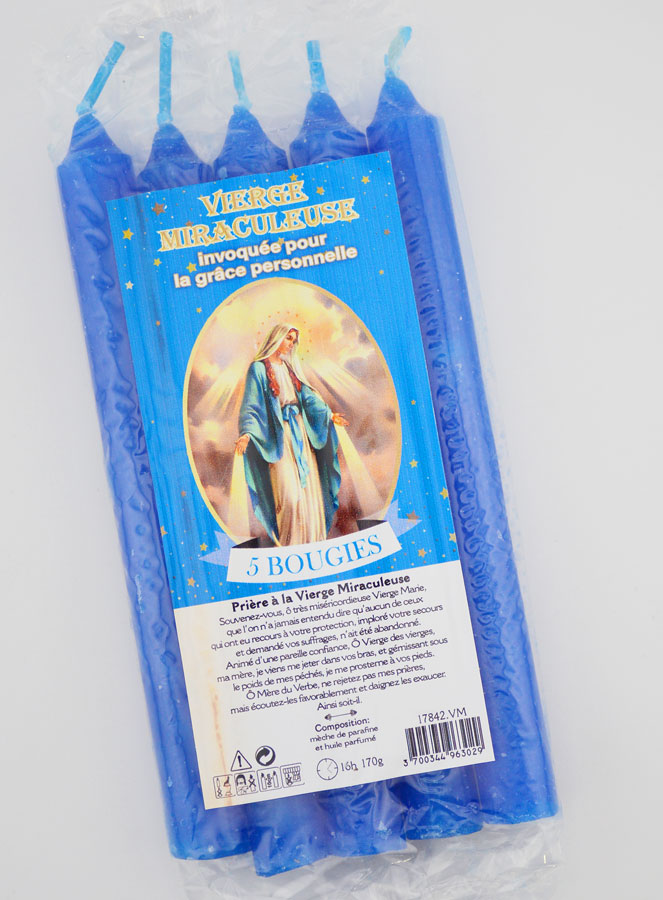 VIERGE
MIRACULEUSE
invoquée pour
la grâce personnelle
5 BOUGIES
Prière à la Vierge Miraculeuse
Souvenez-vous, ô très miséricordieuse Vierge Marie,
que l'on n'a jamais entendu dire qu'aucun de ceux
qui ont eu recours à votre protection, imploré votre secours
et demandé vos suffrages, n'ait été abandonné.
Animé d'une pareille confiance, Ô Vierge des vierges,
ma mère, je viens me jeter dans vos bras, et gémissant sous
le poids de mes péchés, je me prosterne à vos pieds.
Ô Mère du Verbe, ne rejetez pas mes prières,
mais écoutez-les favorablement et daignez les exaucer.
Ainsi soit-il.
Composition:
mèche de parafine
et huile parfumé
16h 170g
17842.VM
3 700344 963029